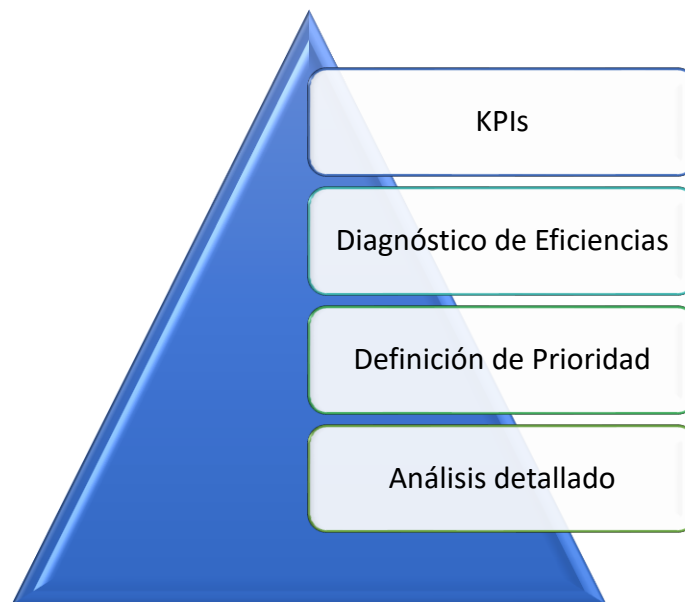 KPIs
Diagnóstico de Eficiencias
Definición de Prioridad
Análisis detallado